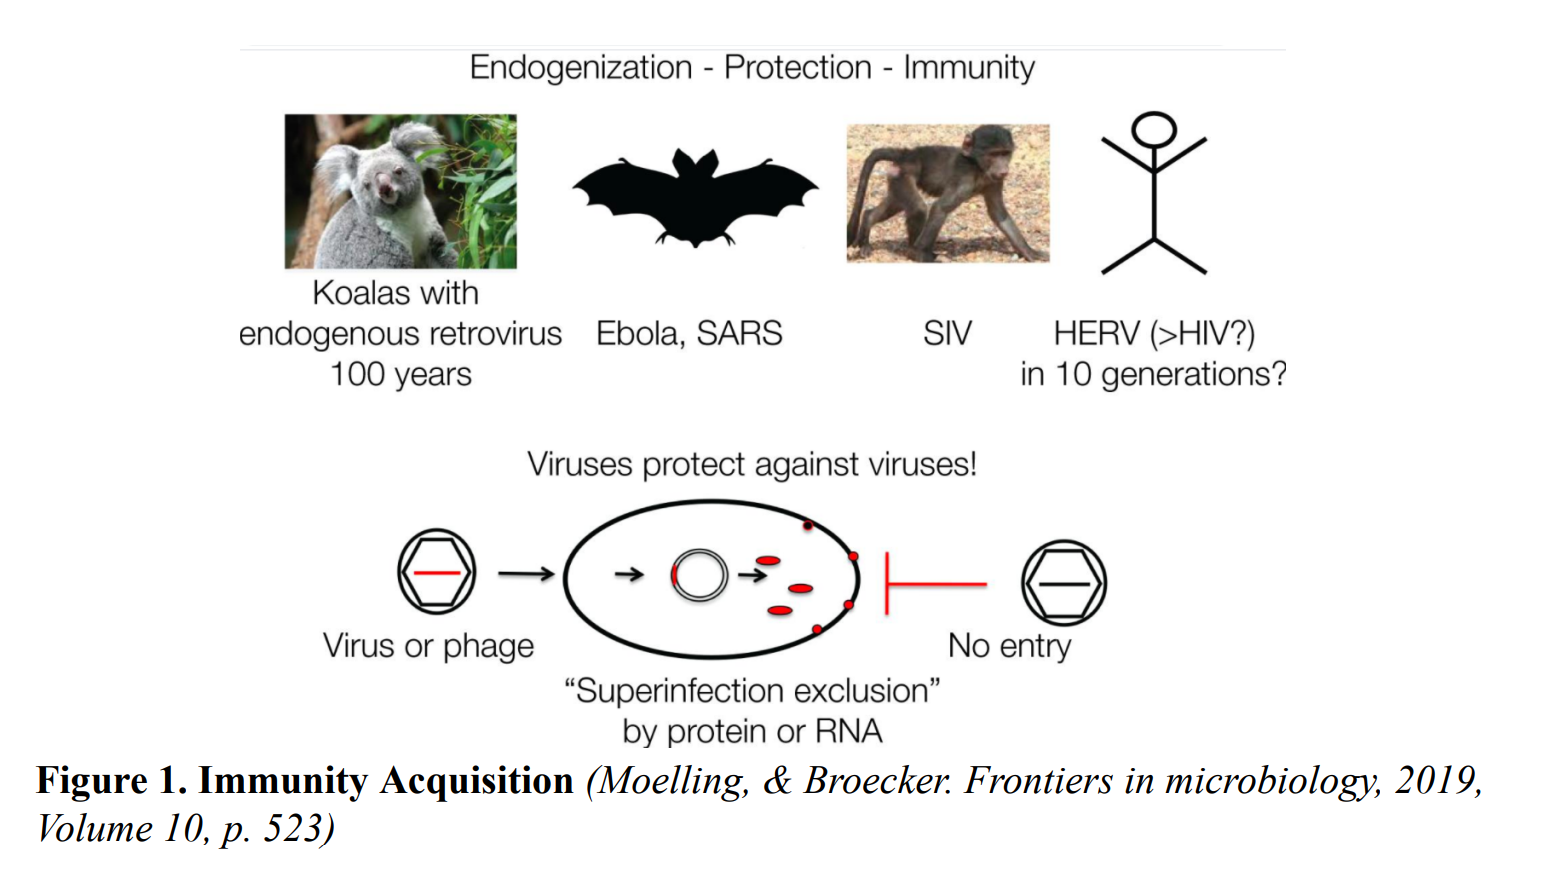 Endogenization - Protection - Immunity
Koalas with
endogenous retrovirus
100 years
Ebola, SARS
SIV
HERV (>HIV?)
in 10 generations?
Viruses protect against viruses!
Virus or phage
No entry
“Superinfection exclusion”
by protein or RNA
Figure 1. Immunity Acquisition (Moelling, & Broecker. Frontiers in microbiology, 2019,
Volume 10, p. 523)